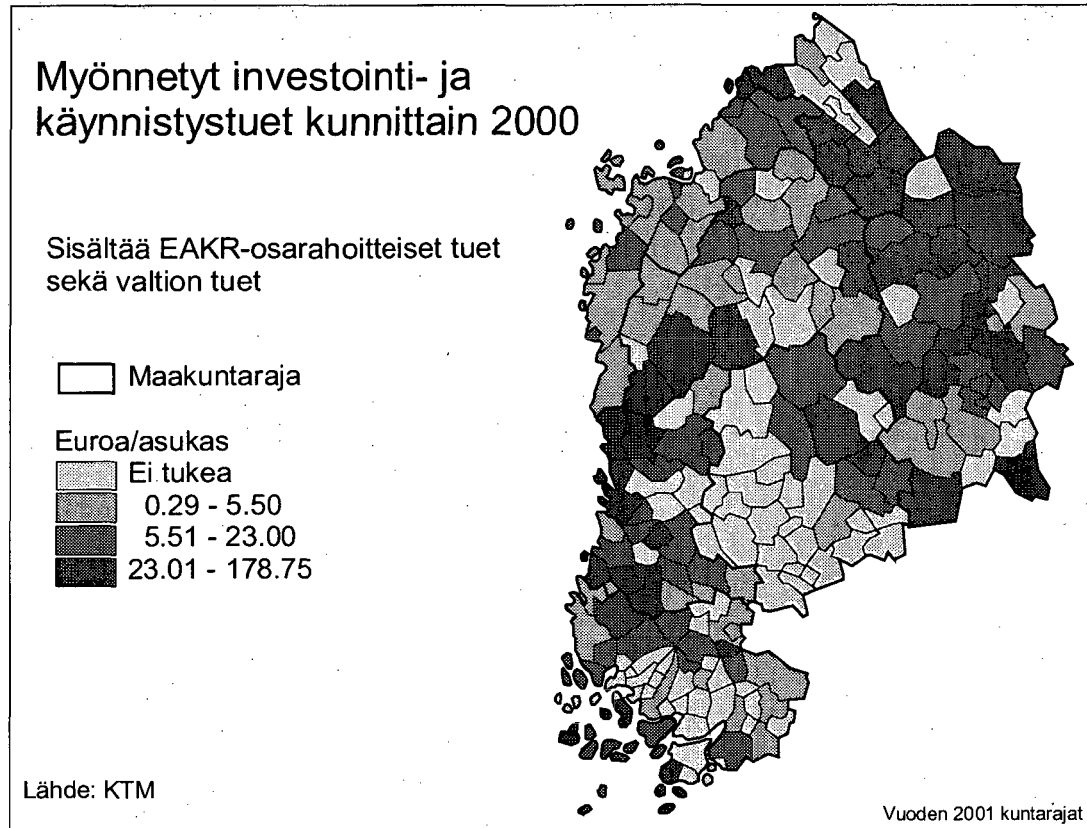 Myönnetyt investointi- ja
käynnistystuet kunnittain 2000
Sisältää EAKR-osarahoitteiset tuet
sekä valtion tuet
Maakuntaraja
Euroa/asukas
Ei tukea
0.29 - 5.50
5.51 - 23.00
23.01 - 178.75
Lähde: KTM
Vuoden 2001 kuntarajat